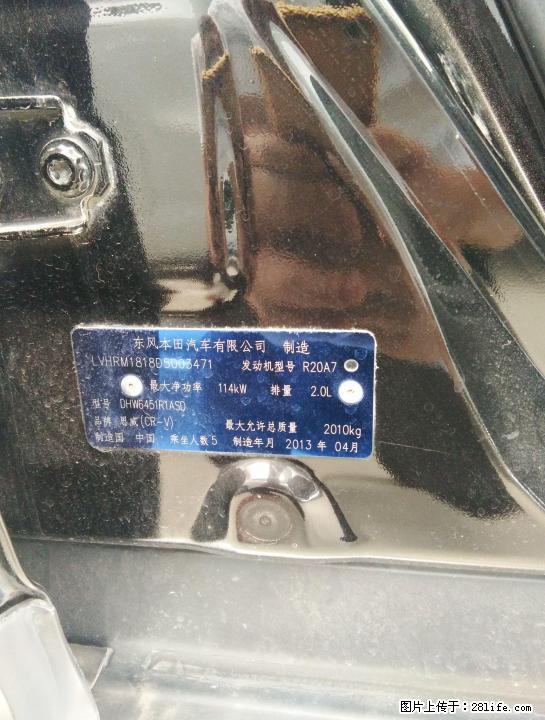 东风本田汽车有限公司 制造
LVHRM1818D5003471 发动机型号 R20A7
最大净功率 114kW 排量 2.0L
型号 DHW6451R1ASD
品牌 思威(CR-V) 最大允许总质量 2010kg
制造国 中国 乘坐人数 5 制造年月 2013 年 04月
图片上传于：281life.com